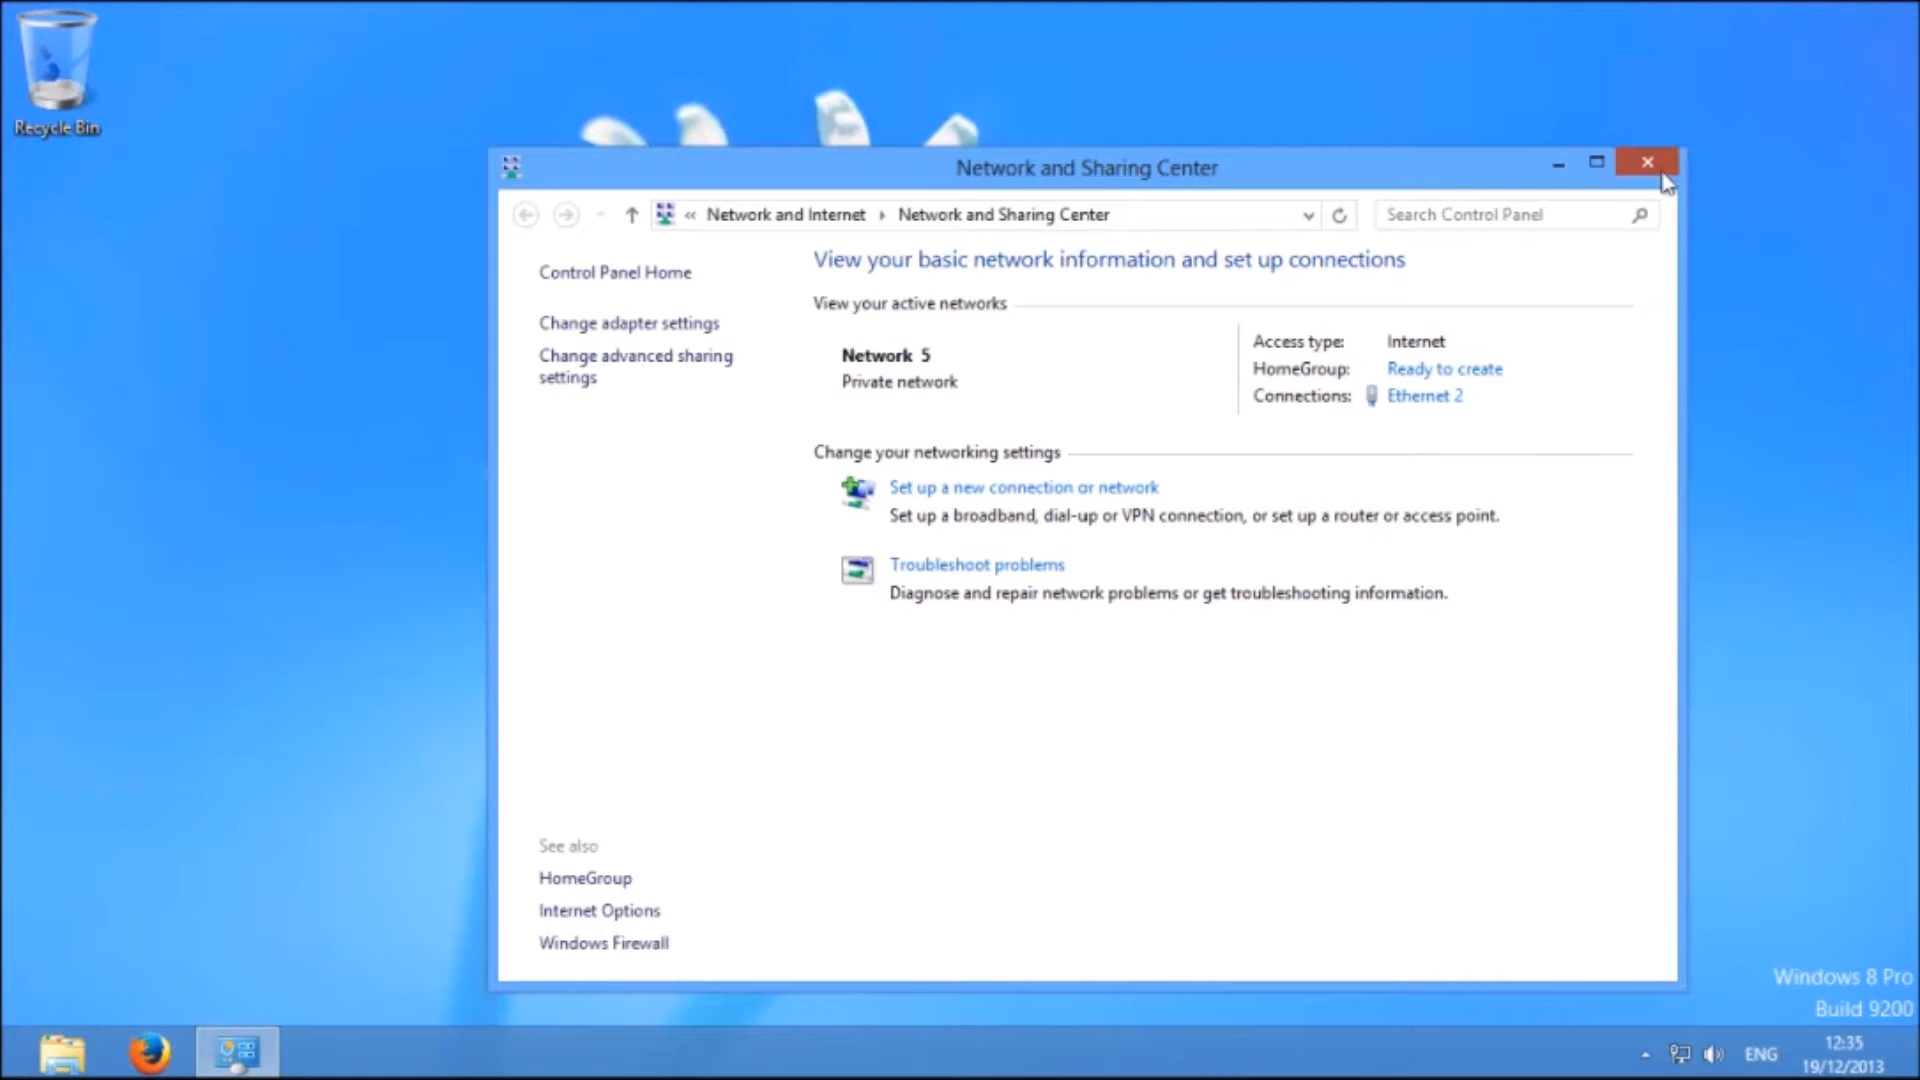 Recycle Bin
Network and Sharing Center
« Network and Internet Network and Sharing Center
Search Control Panel
Control Panel Home
Change adapter settings
Change advanced sharing
settings
View your basic network information and set up connections
View your active networks
Network 5
Private network
Access type: Internet
HomeGroup: Ready to create
Connections: Ethernet 2
Change your networking settings
Set up a new connection or network
Set up a broadband, dial-up or VPN connection, or set up a router or access point.
Troubleshoot problems
Diagnose and repair network problems or get troubleshooting information.
See also
HomeGroup
Internet Options
Windows Firewall
Windows 8 Pro
Build 9200
ENG
12:35
19/12/2013